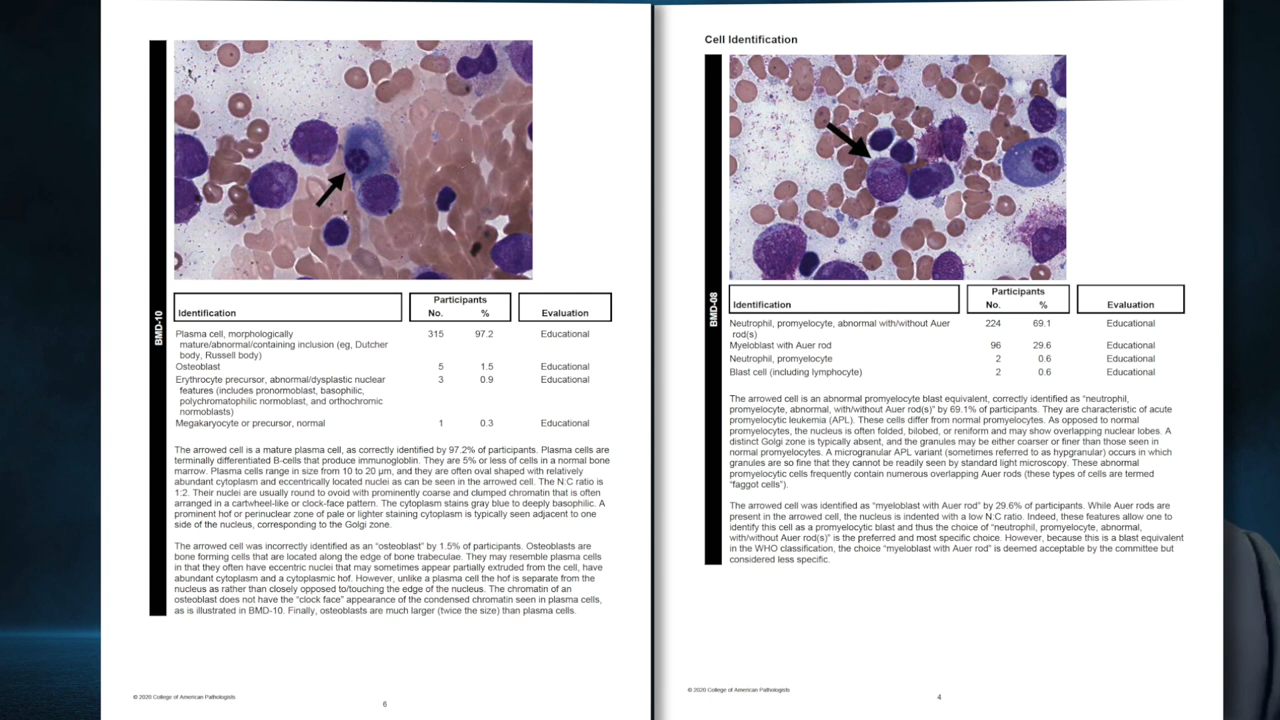 BMD-10
Identification
Participants
No. % Evaluation
Plasma cell, morphologically 315 97.2 Educational
mature/abnormal/containing inclusion (eg, Dutcher
body, Russell body)
Osteoblast 5 1.5 Educational
Erythrocyte precursor, abnormal/dysplastic nuclear 3 0.9 Educational
features (includes pronormoblast, basophilic,
polychromatophilic normoblast, and orthochromic
normoblasts)
Megakaryocyte or precursor, normal 1 0.3 Educational
The arrowed cell is a mature plasma cell, as correctly identified by 97.2% of participants. Plasma cells are
terminally differentiated B-cells that produce immunoglobin. They are 5% or less of cells in a normal bone
marrow. Plasma cells range in size from 10 to 20 µm, and they are often oval shaped with relatively
abundant cytoplasm and eccentrically located nuclei as can be seen in the arrowed cell. The N:C ratio is
1:2. Their nuclei are usually round to ovoid with prominently coarse and clumped chromatin that is often
arranged in a cartwheel-like or clock-face pattern. The cytoplasm stains gray blue to deeply basophilic. A
prominent hof or perinuclear zone of pale or lighter staining cytoplasm is typically seen adjacent to one
side of the nucleus, corresponding to the Golgi zone.
The arrowed cell was incorrectly identified as an “osteoblast” by 1.5% of participants. Osteoblasts are
bone forming cells that are located along the edge of bone trabeculae. They may resemble plasma cells
in that they often have eccentric nuclei that may sometimes appear partially extruded from the cell, have
abundant cytoplasm and a cytoplasmic hof. However, unlike a plasma cell the hof is separate from the
nucleus as rather than closely opposed to/touching the edge of the nucleus. The chromatin of an
osteoblast does not have the “clock face” appearance of the condensed chromatin seen in plasma cells,
as is illustrated in BMD-10. Finally, osteoblasts are much larger (twice the size) than plasma cells.
© 2020 College of American Pathologists
6
Cell Identification
BMD-08
Identification
Participants
No. % Evaluation
Neutrophil, promyelocyte, abnormal with/without Auer 224 69.1 Educational
rod(s)
Myeloblast with Auer rod 96 29.6 Educational
Neutrophil, promyelocyte 2 0.6 Educational
Blast cell (including lymphocyte) 2 0.6 Educational
The arrowed cell is an abnormal promyelocyte blast equivalent, correctly identified as “neutrophil,
promyelocyte, abnormal, with/without Auer rod(s)” by 69.1% of participants. They are characteristic of acute
promyelocytic leukemia (APL). These cells differ from normal promyelocytes. As opposed to normal
promyelocytes, the nucleus is often folded, bilobed, or reniform and may show overlapping nuclear lobes. A
distinct Golgi zone is typically absent, and the granules may be either coarser or finer than those seen in
normal promyelocytes. A microgranular APL variant (sometimes referred to as hypgranular) occurs in which
granules are so fine that they cannot be readily seen by standard light microscopy. These abnormal
promyelocytic cells frequently contain numerous overlapping Auer rods (these types of cells are termed
“faggot cells”).
The arrowed cell was identified as “myeloblast with Auer rod” by 29.6% of participants. While Auer rods are
present in the arrowed cell, the nucleus is indented with a low N:C ratio. Indeed, these features allow one to
identify this cell as a promyelocytic blast and thus the choice of “neutrophil, promyelocyte, abnormal,
with/without Auer rod(s)” is the preferred and most specific choice. However, because this is a blast equivalent
in the WHO classification, the choice “myeloblast with Auer rod” is deemed acceptable by the committee but
considered less specific.
© 2020 College of American Pathologists
4